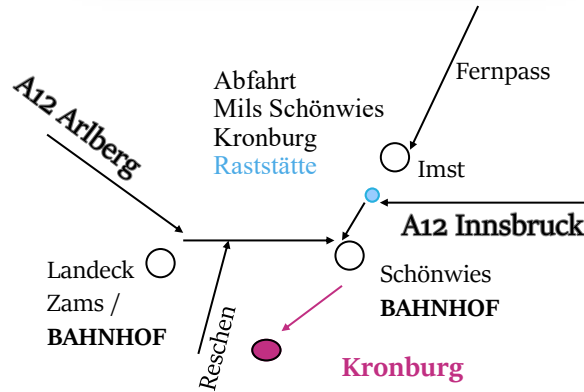 Fernpass
Abfahrt
Mils Schönwies
Kronburg
Raststätte
A12 Arlberg
Imst
A12 Innsbruck
Landeck
Zams /
BAHNHOF
Schönwies
BAHNHOF
Reschen
Kronburg